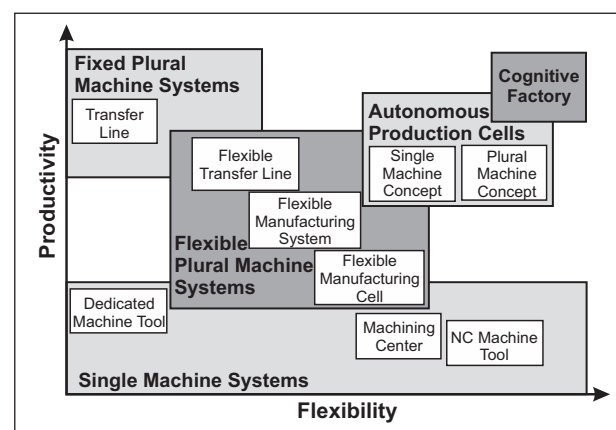 Fixed Plural
Machine Systems
Transfer
Line
Cognitive
Factory
Autonomous
Production Cells
Single
Machine
Concept
Plural
Machine
Concept
Flexible
Transfer Line
Flexible
Manufacturing
System
Flexible
Plural Machine
Systems
Flexible
Manufacturing
Cell
Dedicated
Machine Tool
Machining
Center
NC Machine
Tool
Single Machine Systems
Productivity
Flexibility